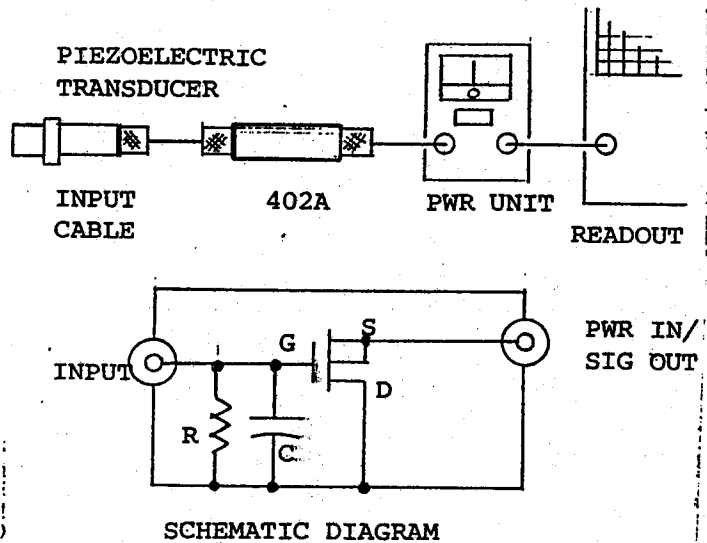 PIEZOELECTRIC
TRANSDUCER
INPUT
CABLE
402A
PWR UNIT
READOUT
INPUT
G
S
D
R
C
PWR IN/
SIG OUT
SCHEMATIC DIAGRAM